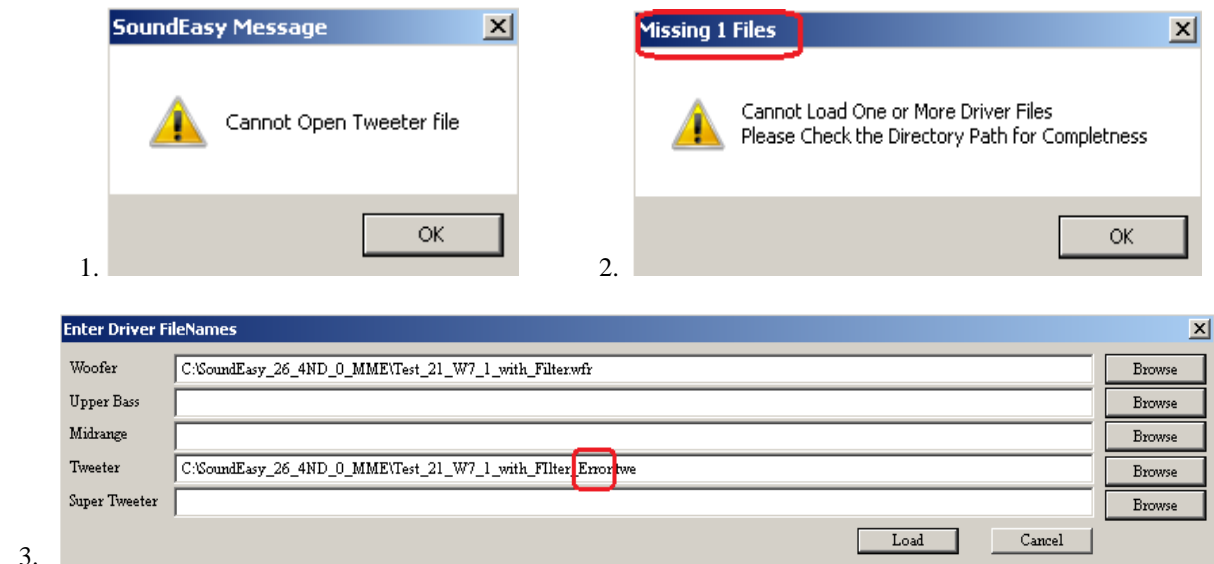 SoundEasy Message
Cannot Open Tweeter file
OK
1.
Missing 1 Files
Cannot Load One or More Driver Files
Please Check the Directory Path for Completness
OK
2.
Enter Driver FileNames
Woofer C:\SoundEasy_26_4ND_0_MME\Test_21_W7_1_with_Filter.wfr Browse
Upper Bass Browse
Midrange Browse
Tweeter C:\SoundEasy_26_4ND_0_MME\Test_21_W7_1_with_FIlter_Error.twe Browse
Super Tweeter Browse
Load Cancel
3.